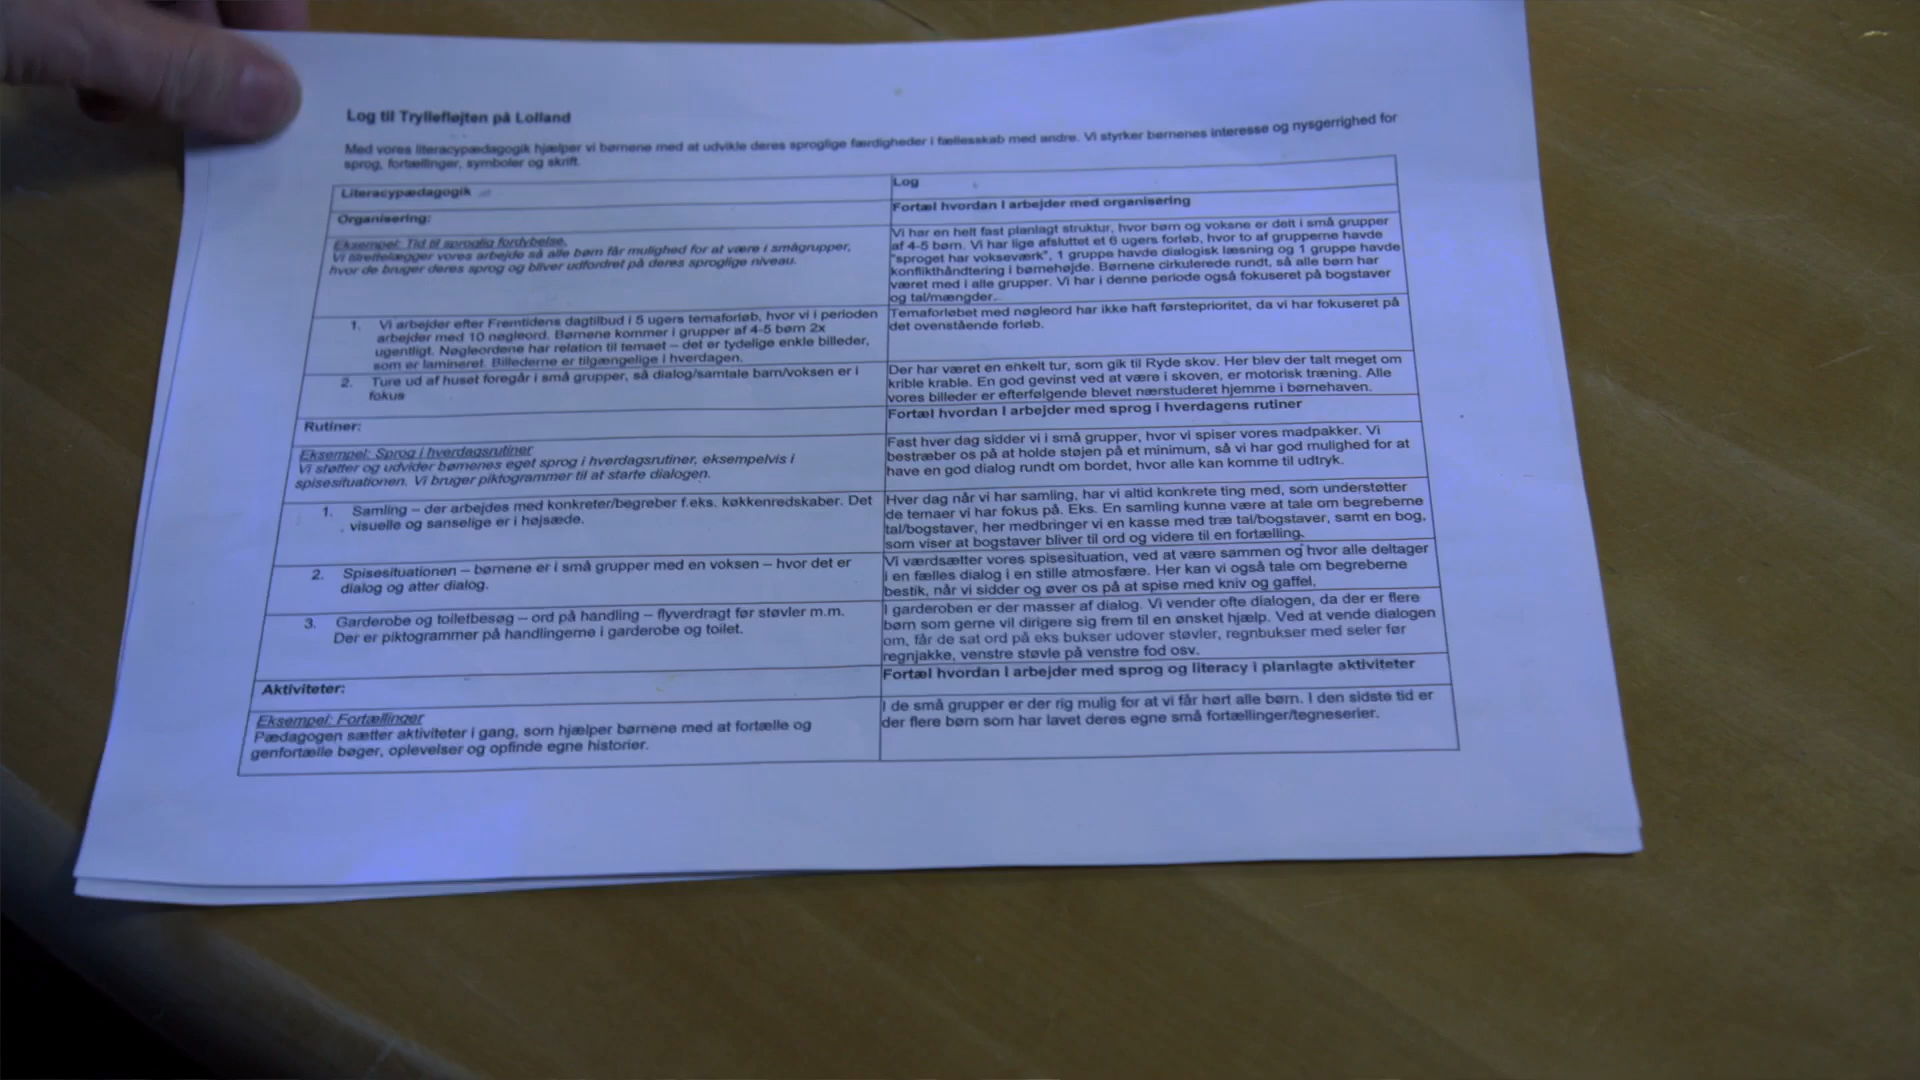 Log til Tryllefløjten på Lolland
Med vores literacypædagogik hjælper vi børnene med at udvikle deres sproglige færdigheder i fællesskab med andre. Vi styrker børnenes interesse og nysgerrighed for
sprog, fortællinger, symboler og skrift.
Literacypædagogik
Log
Organisering:
Fortæl hvordan I arbejder med organisering
Eksempel: Tid til sproglig fordybelse.
Vi tilrettelægger vores arbejde så alle børn får mulighed for at være i smågrupper,
hvor de bruger deres sprog og bliver udfordret på deres sproglige niveau.
Vi har en helt fast planlagt struktur, hvor børn og voksne er delt i små grupper
af 4-5 børn. Vi har lige afsluttet et 6 ugers forløb, hvor to af grupperne havde
"sproget har vokseværk", 1 gruppe havde dialogisk læsning og 1 gruppe havde
konflikthåndtering i børnehøjde. Børnene cirkulerede rundt, så alle børn har
været med i alle grupper. Vi har i denne periode også fokuseret på bogstaver
og tal/mængder.
1. Vi arbejder efter Fremtidens dagtilbud i 5 ugers temaforløb, hvor vi i perioden
arbejder med 10 nøgleord. Børnene kommer i grupper af 4-5 børn 2x
ugentligt. Nøgleordene har relation til temaet – det er tydelige enkle billeder,
som er lamineret. Billederne er tilgængelige i hverdagen.
Temaforløbet med nøgleord har ikke haft førsteprioritet, da vi har fokuseret på
det ovenstående forløb.
2. Ture ud af huset foregår i små grupper, så dialog/samtale barn/voksen er i
fokus
Der har været en enkelt tur, som gik til Ryde skov. Her blev der talt meget om
krible krable. En god gevinst ved at være i skoven, er motorisk træning. Alle
vores billeder er efterfølgende blevet nærstuderet hjemme i børnehaven.
Rutiner:
Fortæl hvordan I arbejder med sprog i hverdagens rutiner
Eksempel: Sprog i hverdagsrutiner
Vi støtter og udvider børnenes eget sprog i hverdagsrutiner, eksempelvis i
spisesituationen. Vi bruger piktogrammer til at starte dialogen.
Fast hver dag sidder vi i små grupper, hvor vi spiser vores madpakker. Vi
bestræber os på at holde støjen på et minimum, så vi har god mulighed for at
have en god dialog rundt om bordet, hvor alle kan komme til udtryk.
1. Samling – der arbejdes med konkreter/begreber f.eks. køkkenredskaber. Det
visuelle og sanselige er i højsæde.
Hver dag når vi har samling, har vi altid konkrete ting med, som understøtter
de temaer vi har fokus på. Eks. En samling kunne være at tale om begreberne
tal/bogstaver, her medbringer vi en kasse med træ tal/bogstaver, samt en bog,
som viser at bogstaver bliver til ord og videre til en fortælling.
2. Spisesituationen – børnene er i små grupper med en voksen – hvor det er
dialog og atter dialog.
Vi værdsætter vores spisesituation, ved at være sammen og hvor alle deltager
i en fælles dialog i en stille atmosfære. Her kan vi også tale om begreberne
bestik, når vi sidder og øver os på at spise med kniv og gaffel.
3. Garderobe og toiletbesøg – ord på handling – flyverdragt før støvler m.m.
Der er piktogrammer på handlingerne i garderobe og toilet.
I garderoben er der masser af dialog. Vi vender ofte dialogen, da der er flere
børn som gerne vil dirigere sig frem til en ønsket hjælp. Ved at vende dialogen
om, får de sat ord på eks bukser udover støvler, regnbukser med seler før
regnjakke, venstre støvle på venstre fod osv.
Aktiviteter:
Fortæl hvordan I arbejder med sprog og literacy i planlagte aktiviteter
Eksempel: Fortællinger
Pædagogen sætter aktiviteter i gang, som hjælper børnene med at fortælle og
genfortælle bøger, oplevelser og opfinde egne historier.
I de små grupper er der rig mulig for at vi får hørt alle børn. I den sidste tid er
der flere børn som har lavet deres egne små fortællinger/tegneserier.